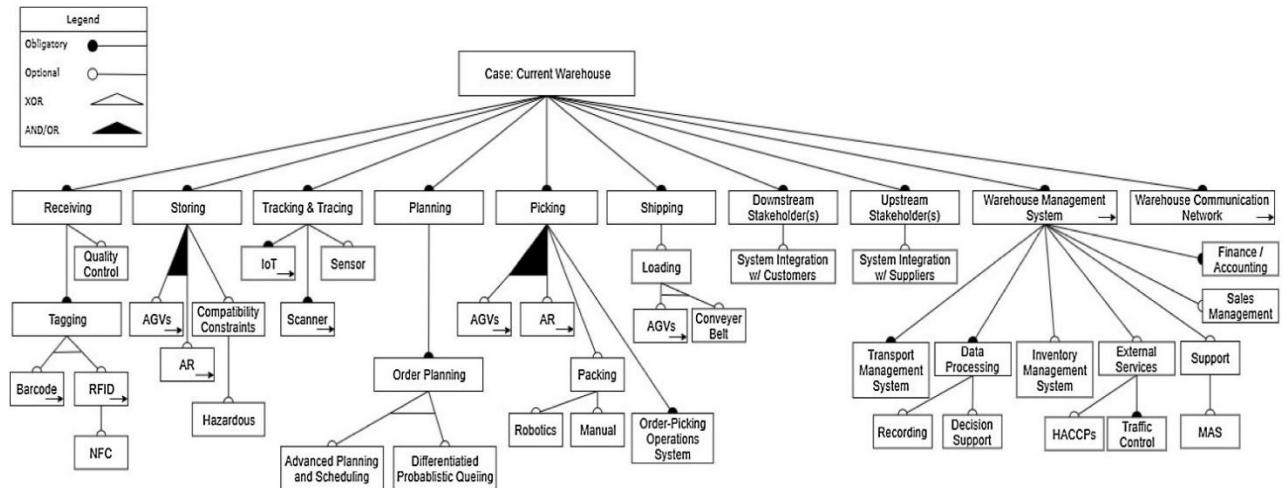 Legend
Obligatory
Optional
XOR
AND/OR
Case: Current Warehouse
Receiving
Storing
Tracking & Tracing
Planning
Picking
Shipping
Downstream
Stakeholder(s)
Upstream
Stakeholder(s)
Warehouse Management
System
Warehouse Communication
Network
Quality
Control
IoT
Sensor
Loading
System Integration
w/ Customers
System Integration
w/ Suppliers
Finance /
Accounting
Tagging
AGVs
Compatibility
Constraints
Scanner
AGVs
AR
AGVs
Conveyer
Belt
Sales
Management
AR
Barcode
RFID
Order Planning
Packing
Transport
Management
System
Data
Processing
Inventory
Management
System
External
Services
Support
Hazardous
NFC
Robotics
Manual
Order-Picking
Operations
System
Recording
Decision
Support
HACCPs
Traffic
Control
MAS
Advanced Planning
and Scheduling
Differentiatied
Probablistic Queiing